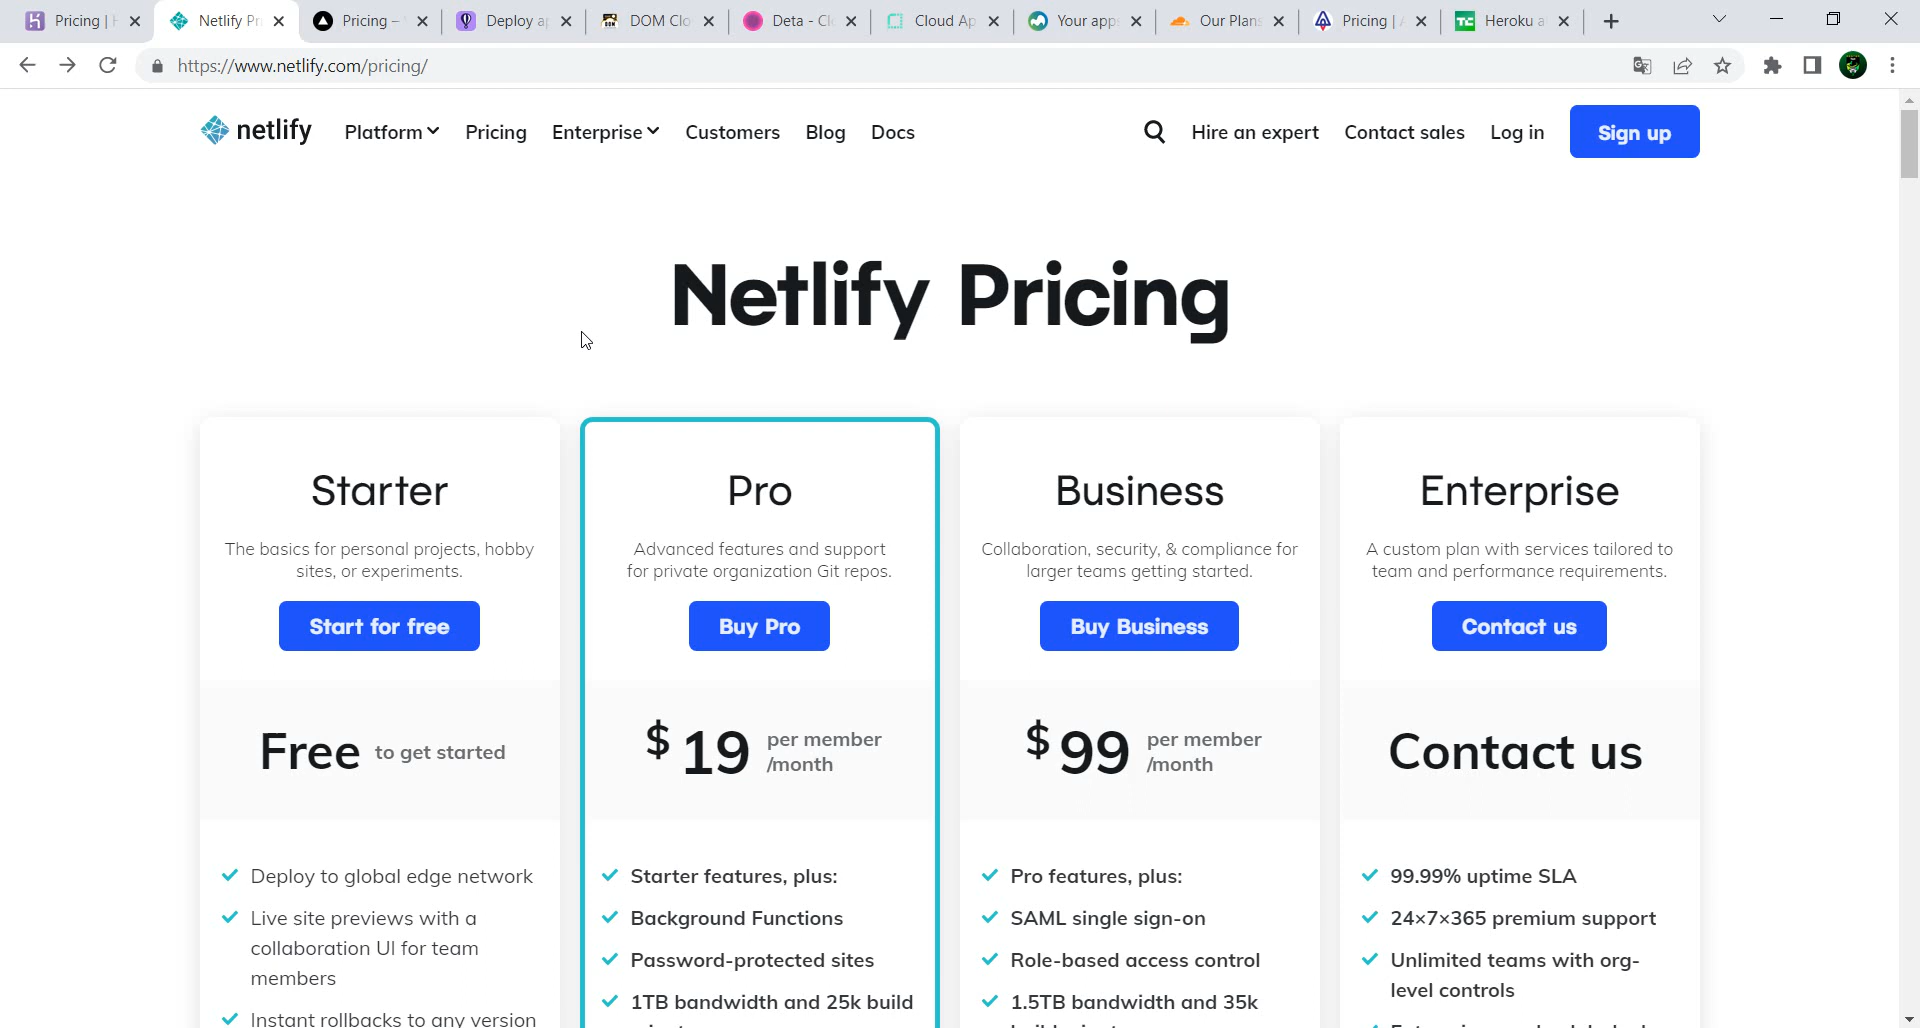 Pricing | H
Netlify Pr
Pricing –
Deploy ap
DOM Clo
Deta - Cl
Cloud Ap
Your apps
Our Plans
Pricing | A
Heroku a
https://www.netlify.com/pricing/
netlify
Platform
Pricing
Enterprise
Customers
Blog
Docs
Hire an expert
Contact sales
Log in
Sign up
Netlify Pricing
Starter
The basics for personal projects, hobby
sites, or experiments.
Start for free
Free to get started
Deploy to global edge network
Live site previews with a
collaboration UI for team
members
Instant rollbacks to any version
Pro
Advanced features and support
for private organization Git repos.
Buy Pro
$ 19 per member
/month
Starter features, plus:
Background Functions
Password-protected sites
1TB bandwidth and 25k build
Business
Collaboration, security, & compliance for
larger teams getting started.
Buy Business
$ 99 per member
/month
Pro features, plus:
SAML single sign-on
Role-based access control
1.5TB bandwidth and 35k
Enterprise
A custom plan with services tailored to
team and performance requirements.
Contact us
Contact us
99.99% uptime SLA
24×7×365 premium support
Unlimited teams with org-
level controls